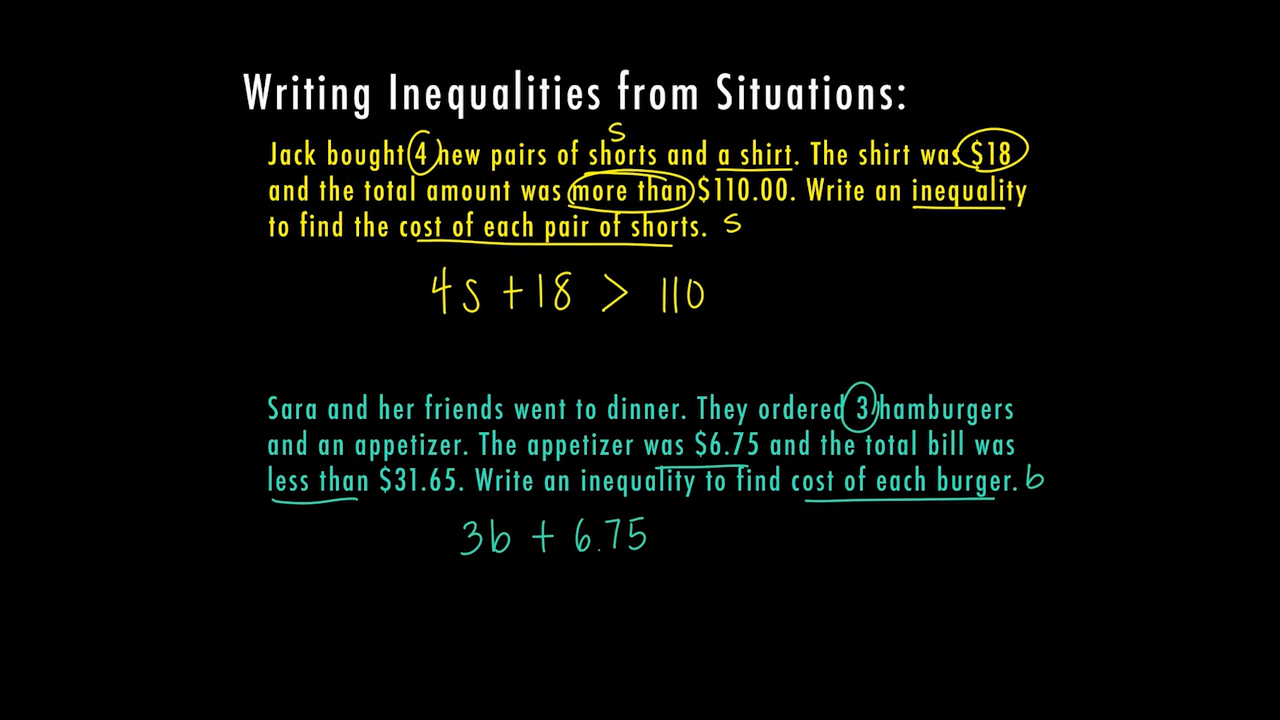 Writing Inequalities from Situations:
s
Jack bought 4 new pairs of shorts and a shirt. The shirt was $18
and the total amount was more than $110.00. Write an inequality
to find the cost of each pair of shorts. s
4s + 18 > 110
Sara and her friends went to dinner. They ordered 3 hamburgers
and an appetizer. The appetizer was $6.75 and the total bill was
less than $31.65. Write an inequality to find cost of each burger. b
3b + 6.75